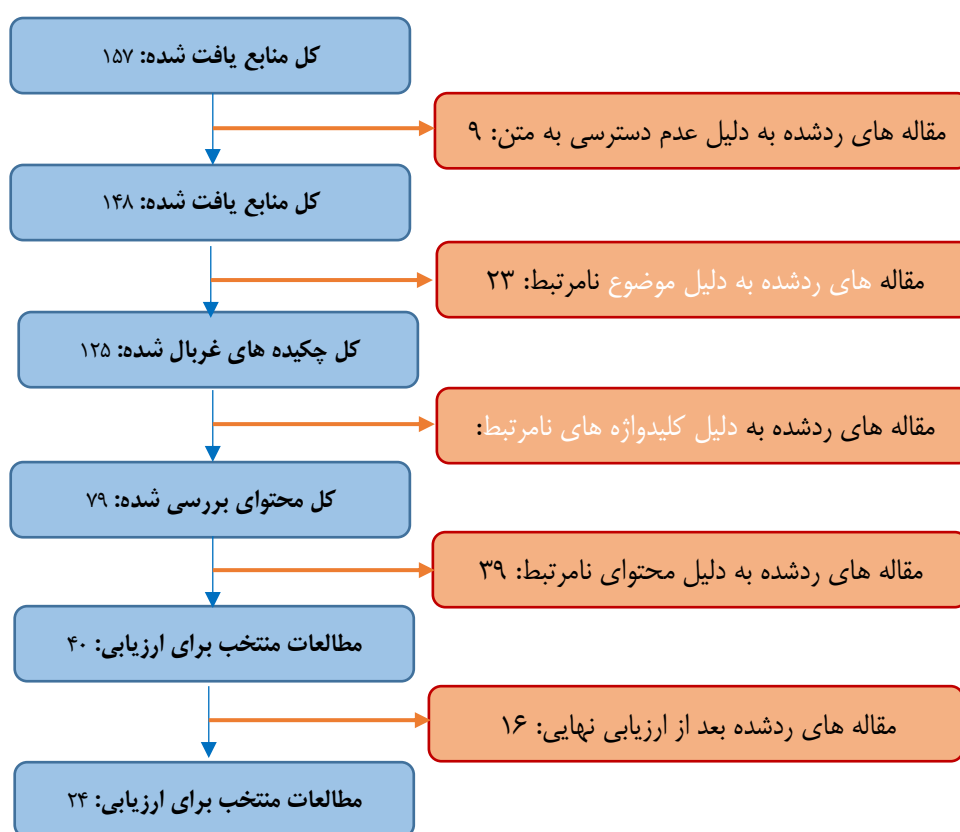 کل منابع یافت شده: ۱۵۷
مقاله های ردشده به دلیل عدم دسترسی به متن: ۹
کل منابع یافت شده: ۱۴۸
مقاله های ردشده به دلیل موضوع نامرتبط: ۲۳
کل چکیده های غربال شده: ۱۲۵
مقاله های ردشده به دلیل کلیدواژه های نامرتبط:
کل محتوای بررسی شده: ۷۹
مقاله های ردشده به دلیل محتوای نامرتبط: ۳۹
مطالعات منتخب برای ارزیابی: ۴۰
مقاله های ردشده بعد از ارزیابی نهایی: ۱۶
مطالعات منتخب برای ارزیابی: ۲۴